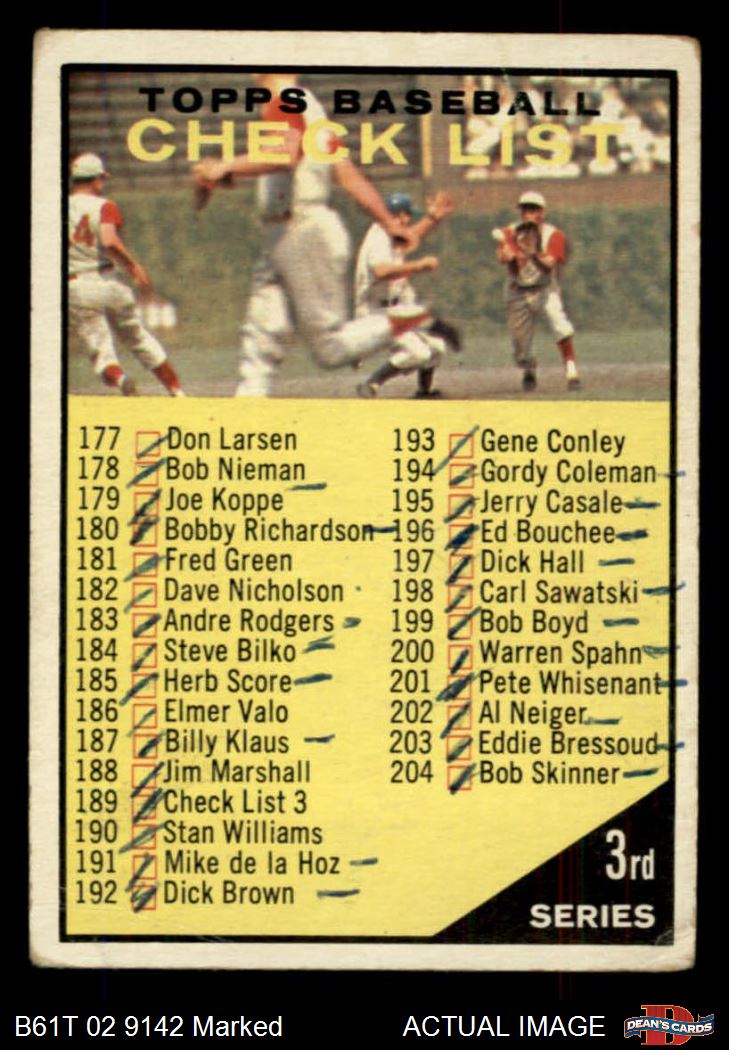 TOPPS BASEBALL
CHECK LIST
4
177 Don Larsen
178 Bob Nieman
179 Joe Koppe
180 Bobby Richardson
181 Fred Green
182 Dave Nicholson
183 Andre Rodgers
184 Steve Bilko
185 Herb Score
186 Elmer Valo
187 Billy Klaus
188 Jim Marshall
189 Check List 3
190 Stan Williams
191 Mike de la Hoz
192 Dick Brown
193 Gene Conley
194 Gordy Coleman
195 Jerry Casale
196 Ed Bouchee
197 Dick Hall
198 Carl Sawatski
199 Bob Boyd
200 Warren Spahn
201 Pete Whisenant
202 Al Neiger
203 Eddie Bressoud
204 Bob Skinner
3rd
SERIES
B61T 02 9142 Marked
ACTUAL IMAGE
D
DEAN'S CARDS